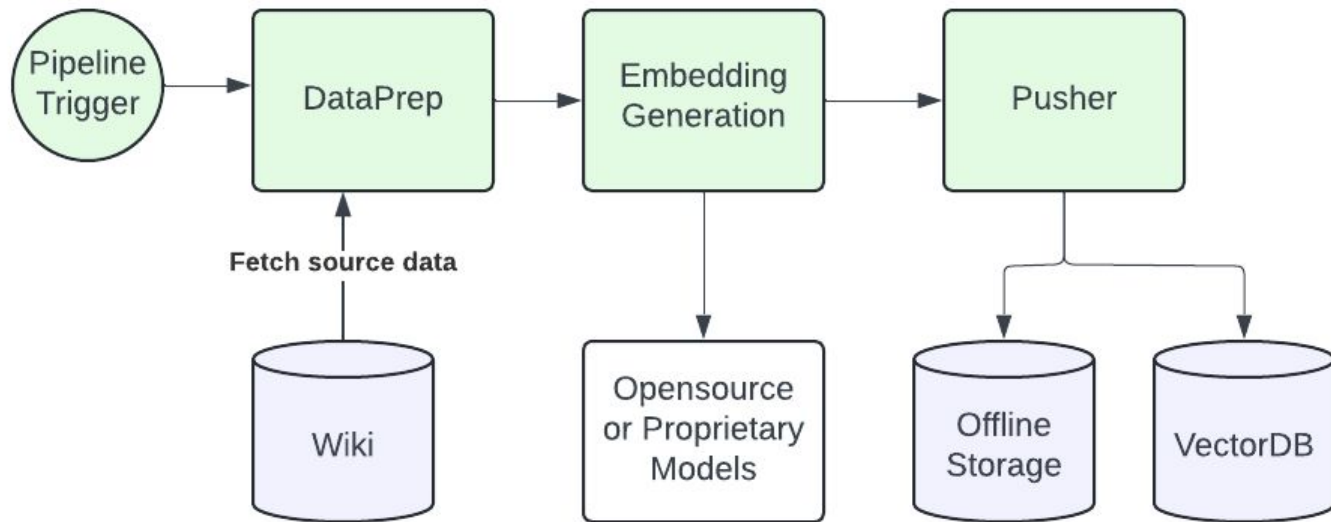 Pipeline
Trigger
DataPrep
Embedding
Generation
Pusher
Fetch source data
Wiki
Opensource
or Proprietary
Models
Offline
Storage
VectorDB